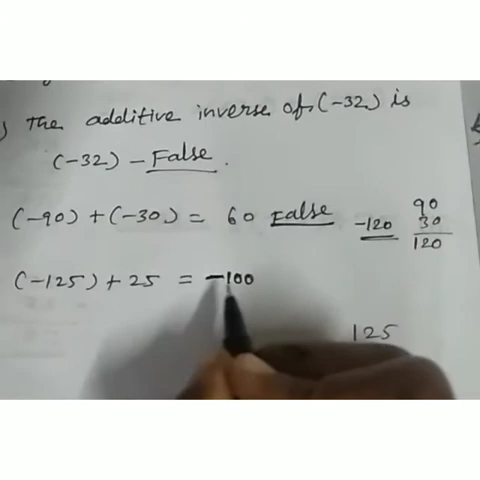 The additive inverse of (-32) is
(-32) - False.
(-90) + (-30) = 60 False
-120
90
30
120
(-125) + 25 = -100
125